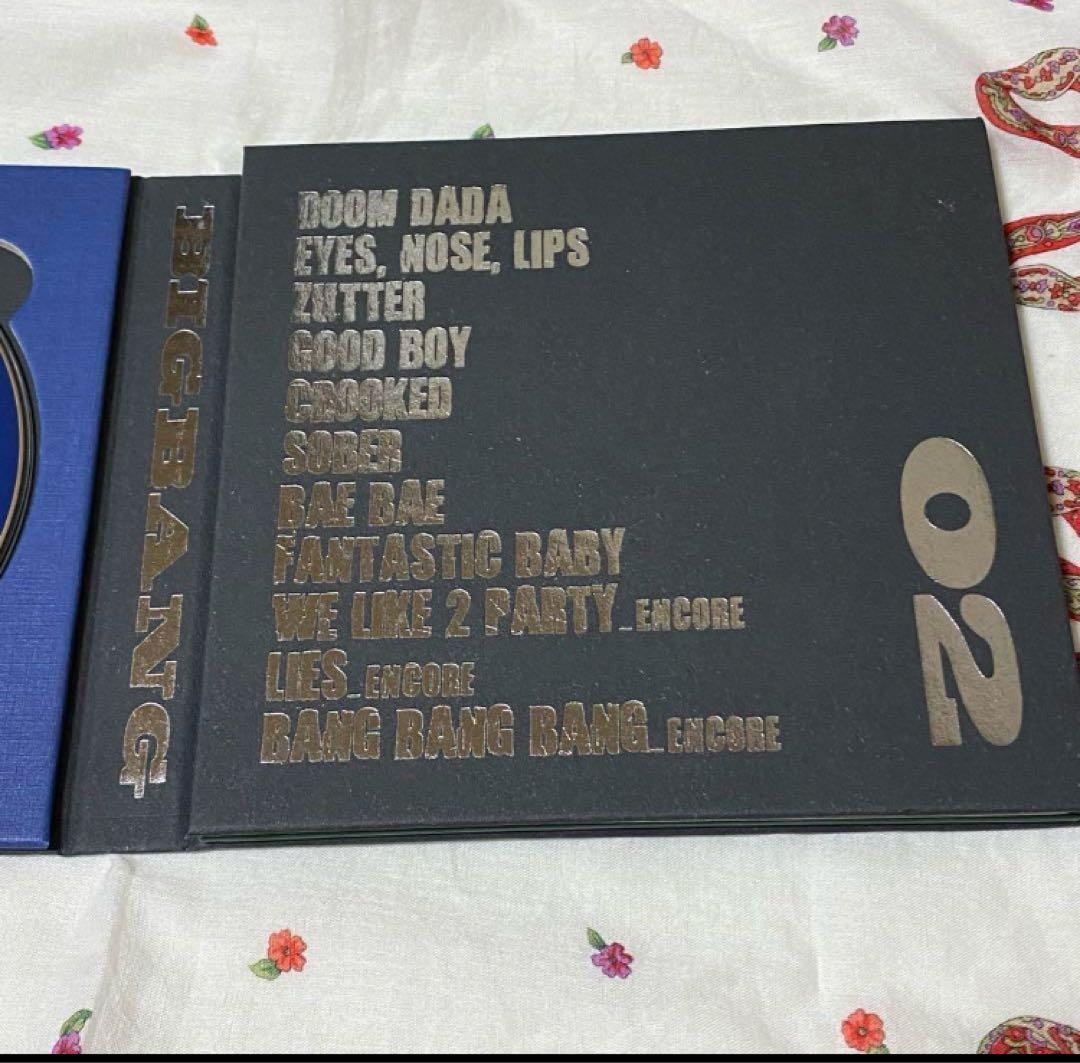 BIGBANG
DOOM DADA
EYES, NOSE, LIPS
ZUTTER
GOOD BOY
CROOKED
SOBER
BAE BAE
FANTASTIC BABY
WE LIKE 2 PARTY_ENCORE
LIES_ENCORE
BANG BANG BANG_ENCORE
02